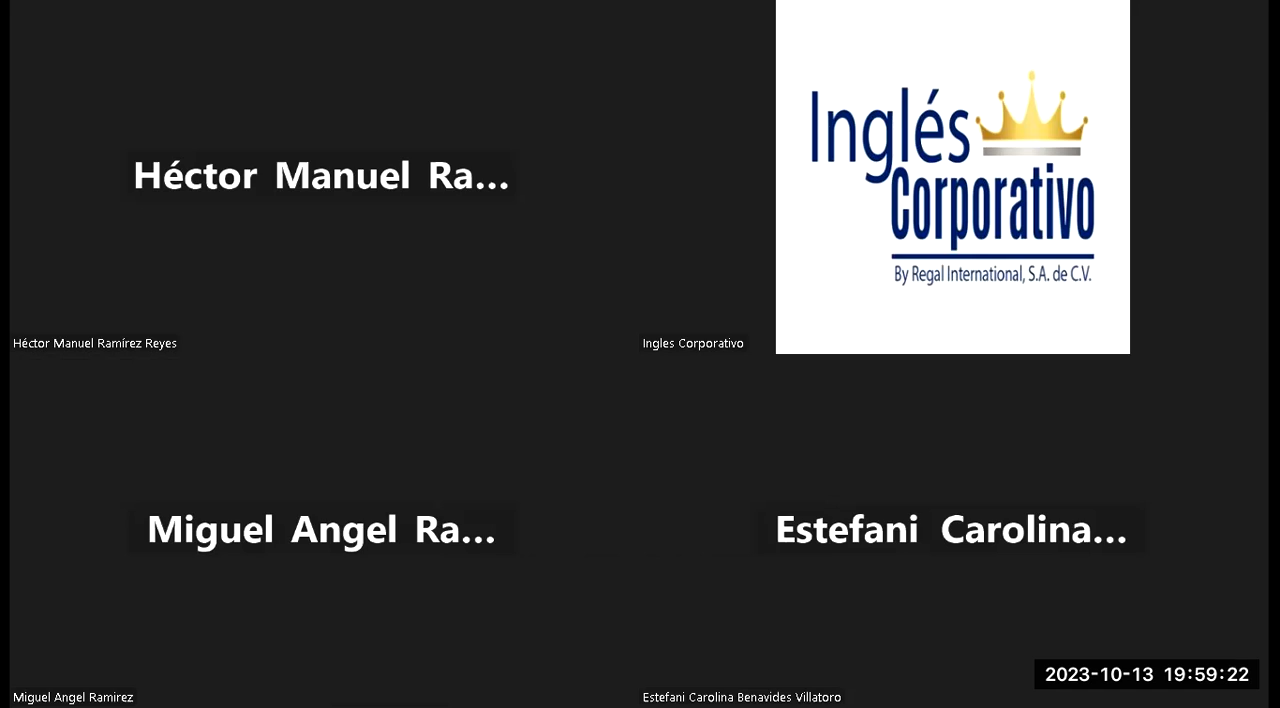 Héctor Manuel Ra...
Inglés
Corporativo
By Regal International, S.A. de C.V.
Héctor Manuel Ramírez Reyes
Ingles Corporativo
Miguel Angel Ra...
Estefani Carolina...
2023-10-13 19:59:22
Miguel Angel Ramirez
Estefani Carolina Benavides Villatoro